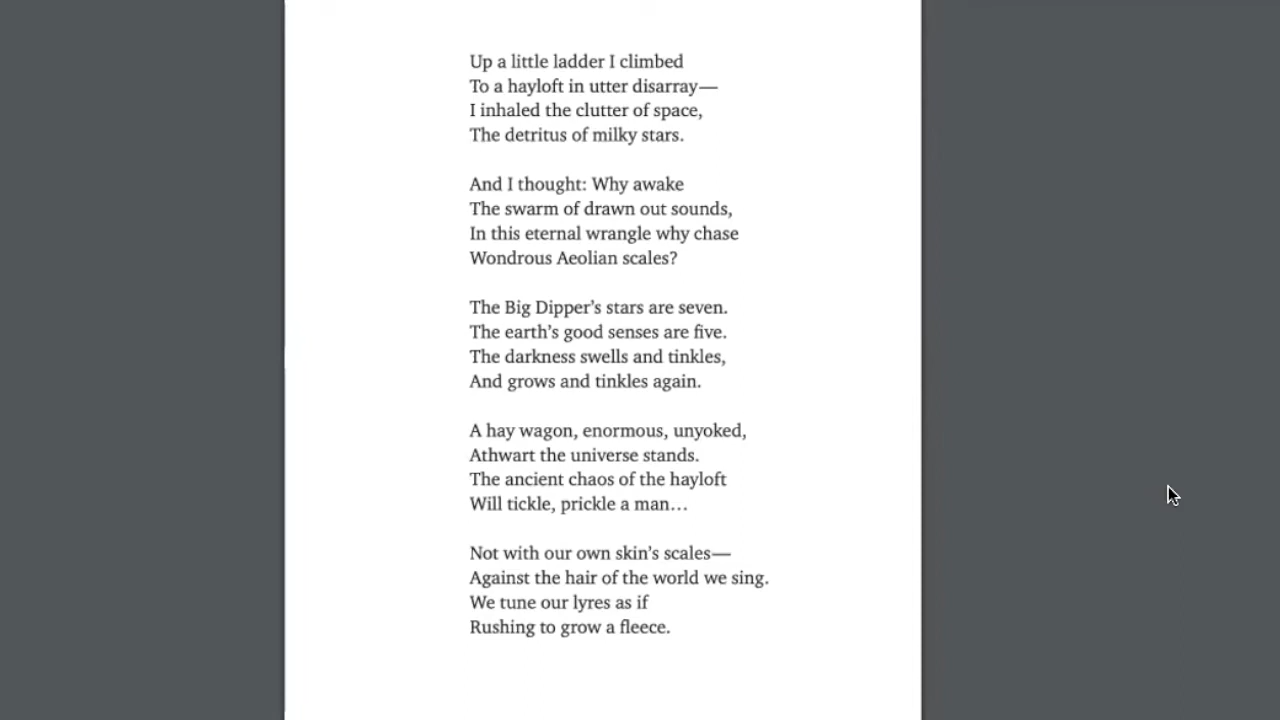 Up a little ladder I climbed
To a hayloft in utter disarray—
I inhaled the clutter of space,
The detritus of milky stars.

And I thought: Why awake
The swarm of drawn out sounds,
In this eternal wrangle why chase
Wondrous Aeolian scales?

The Big Dipper’s stars are seven.
The earth’s good senses are five.
The darkness swells and tinkles,
And grows and tinkles again.

A hay wagon, enormous, unyoked,
Athwart the universe stands.
The ancient chaos of the hayloft
Will tickle, prickle a man…

Not with our own skin’s scales—
Against the hair of the world we sing.
We tune our lyres as if
Rushing to grow a fleece.